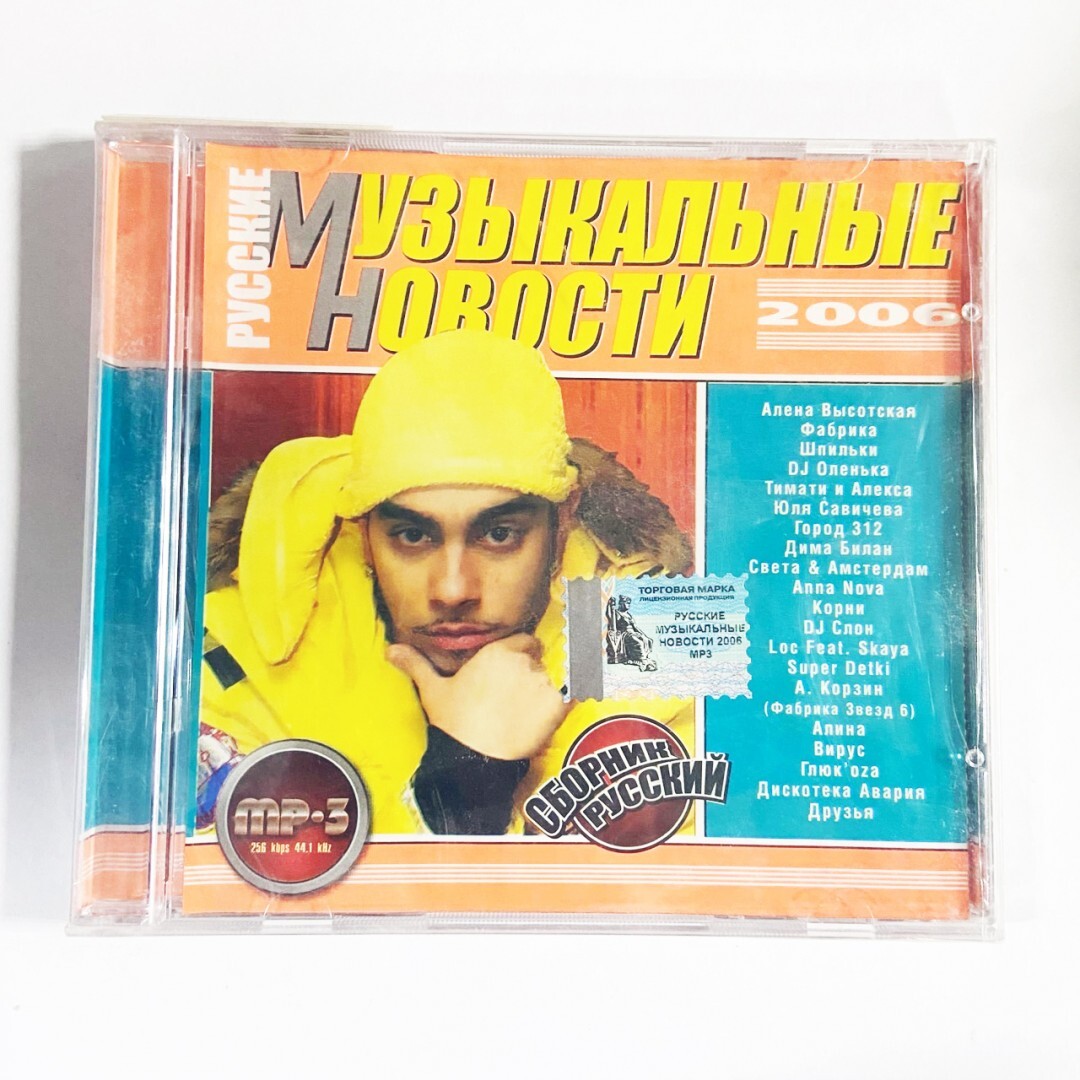 РУССКИЕ
МУЗЫКАЛЬНЫЕ
НОВОСТИ
2006
Алена Высотская
Фабрика
Шпильки
DJ Оленька
Тимати и Алекса
Юля Савичева
Город 312
Дима Билан
Света & Амстердам
Anna Nova
Корни
DJ Слон
Loc Feat. Skaya
Super Detki
А. Корзин
(Фабрика Звезд 6)
Алина
Вирус
Глюк'oza
Дискотека Авария
Друзья
ТОРГОВАЯ МАРКА
ЛИЦЕНЗИОННАЯ ПРОДУКЦИЯ
РУССКИЕ
МУЗЫКАЛЬНЫЕ
НОВОСТИ 2006
MP3
СБОРНИК
РУССКИЙ
MP·3
256 kbps 44.1 kHz